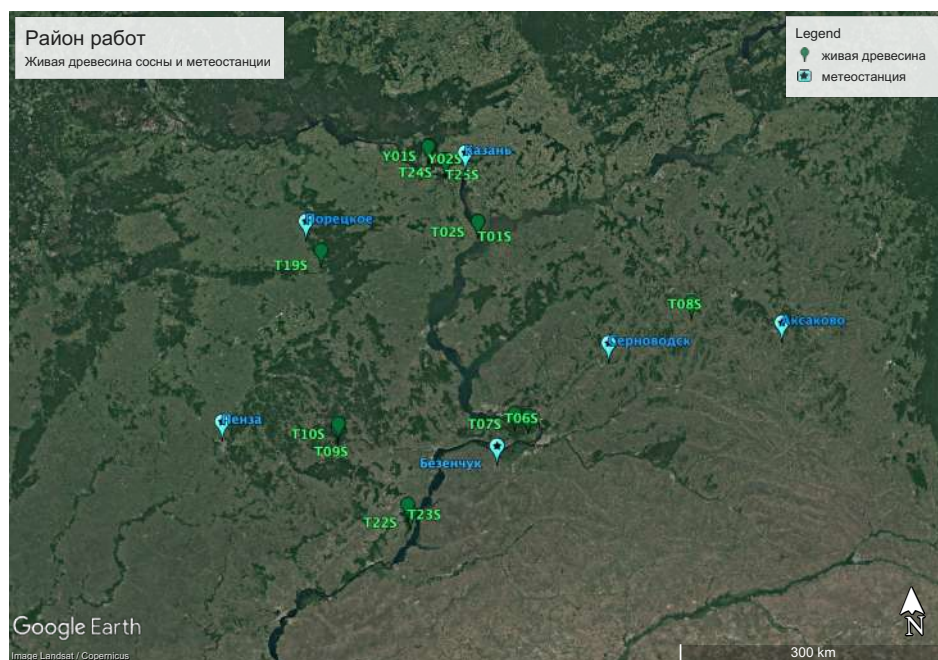 Район работ
Живая древесина сосны и метеостанции
Legend
живая древесина
метеостанция
Казань
Y01S
Y02S
T24S
T25S
Порецкое
T02S
T01S
T19S
T08S
Аксаково
Серноводск
Пенза
T07S
T06S
T10S
T09S
Безенчук
T22S
T23S
Google Earth
N
Image Landsat / Copernicus
300 km